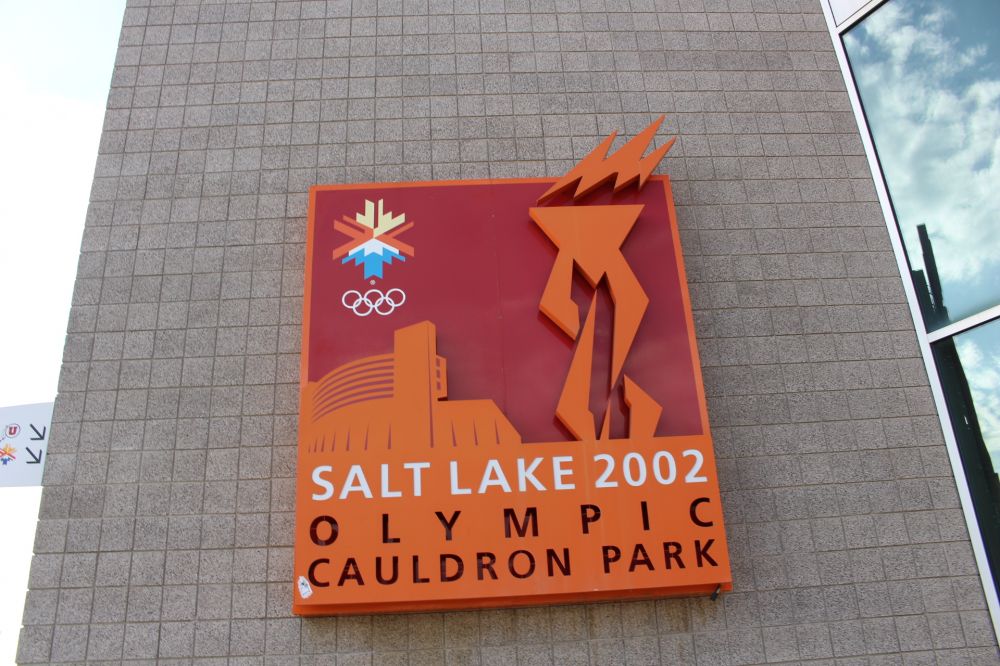 SALT LAKE 2002
OLYMPIC
CAULDRON PARK
U